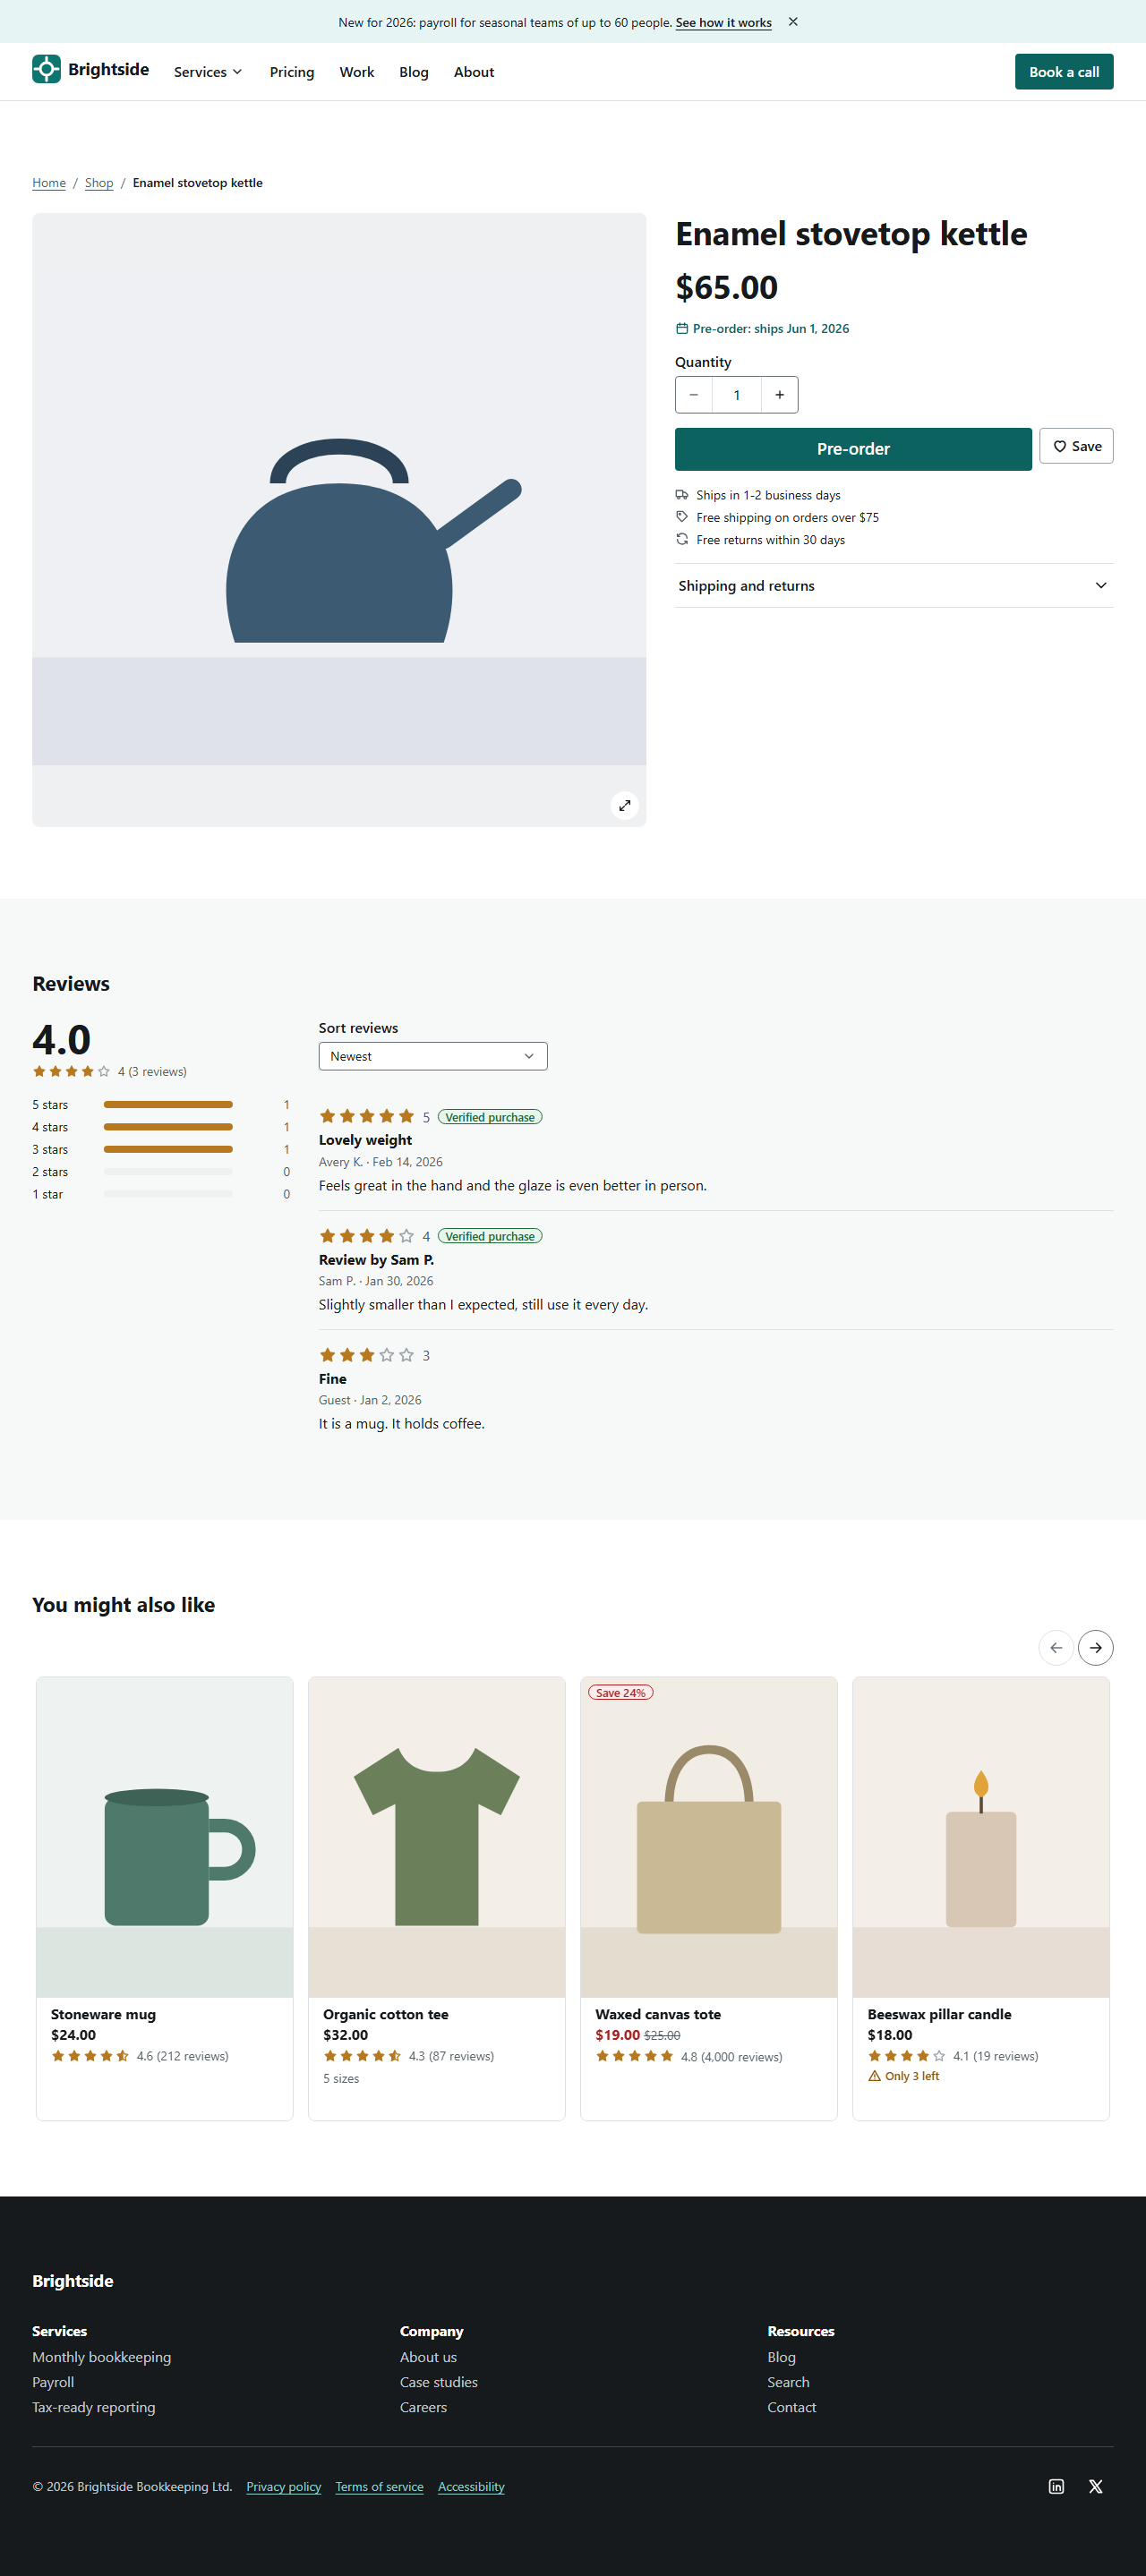 New for 2026: payroll for seasonal teams of up to 60 people. See how it works
Brightside
Services
Pricing
Work
Blog
About
Book a call
Home / Shop / Enamel stovetop kettle
Enamel stovetop kettle
$65.00
Pre-order: ships Jun 1, 2026
Quantity
1
Pre-order
Save
Ships in 1-2 business days
Free shipping on orders over $75
Free returns within 30 days
Shipping and returns
Reviews
4.0
4 (3 reviews)
5 stars 1
4 stars 1
3 stars 1
2 stars 0
1 star 0
Sort reviews
Newest
5 Verified purchase
Lovely weight
Avery K. · Feb 14, 2026
Feels great in the hand and the glaze is even better in person.
4 Verified purchase
Review by Sam P.
Sam P. · Jan 30, 2026
Slightly smaller than I expected, still use it every day.
3
Fine
Guest · Jan 2, 2026
It is a mug. It holds coffee.
You might also like
Stoneware mug
$24.00
4.6 (212 reviews)
Organic cotton tee
$32.00
4.3 (87 reviews)
5 sizes
Save 24%
Waxed canvas tote
$19.00 $25.00
4.8 (4,000 reviews)
Beeswax pillar candle
$18.00
4.1 (19 reviews)
Only 3 left
Brightside
Services
Monthly bookkeeping
Payroll
Tax-ready reporting
Company
About us
Case studies
Careers
Resources
Blog
Search
Contact
© 2026 Brightside Bookkeeping Ltd. Privacy policy Terms of service Accessibility